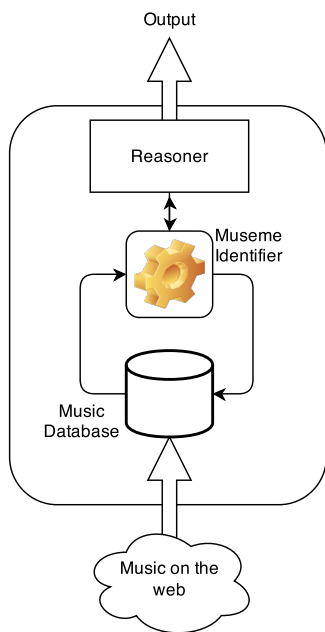 Output
Reasoner
Museme
Identifier
Music
Database
Music on the
web